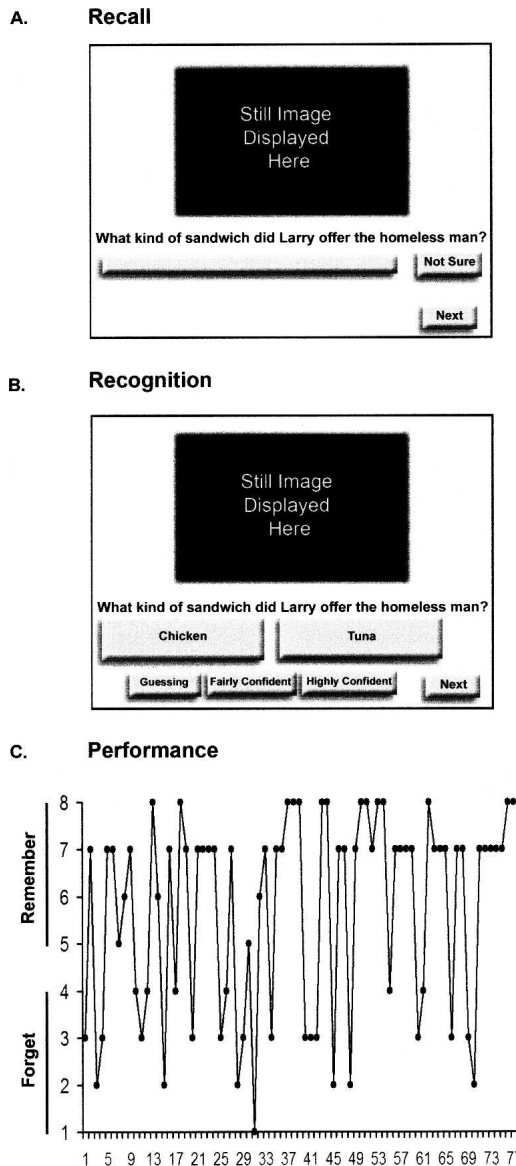 A. Recall
Still Image
Displayed
Here
What kind of sandwich did Larry offer the homeless man?
Not Sure
Next
B. Recognition
Still Image
Displayed
Here
What kind of sandwich did Larry offer the homeless man?
Chicken Tuna
Guessing Fairly Confident Highly Confident Next
C. Performance
Remember
Forget
8
7
6
5
4
3
2
1
1 5 9 13 17 21 25 29 33 37 41 45 49 53 57 61 65 69 73 77